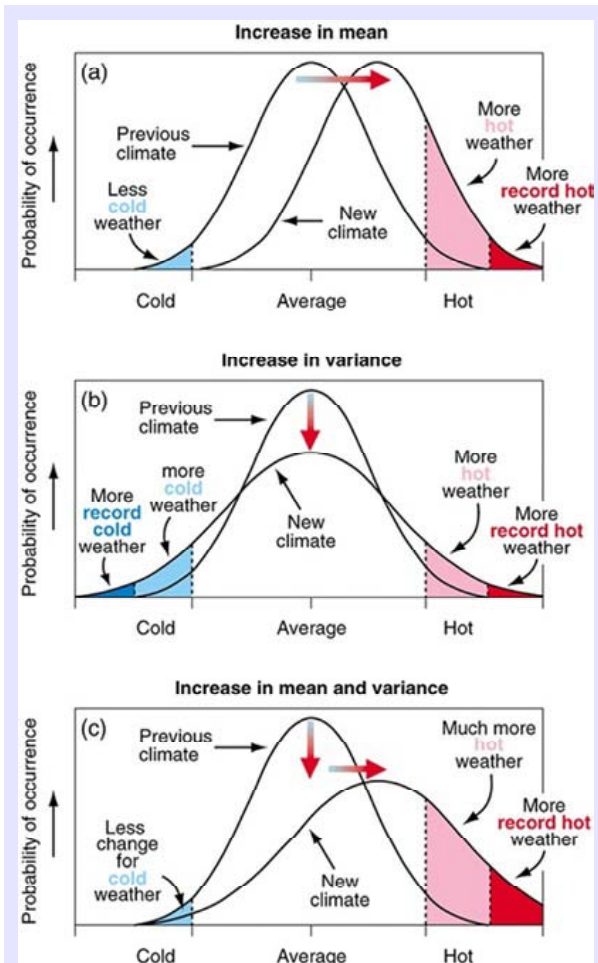 Increase in mean
(a)
Probability of occurrence
Previous
climate
Less
cold
weather
New
climate
More
hot
weather
More
record hot
weather
Cold
Average
Hot
Increase in variance
(b)
Probability of occurrence
Previous
climate
More
record
cold
weather
more
cold
weather
New
climate
More
hot
weather
More
record hot
weather
Cold
Average
Hot
Increase in mean and variance
(c)
Probability of occurrence
Previous
climate
Less
change
for
cold
weather
New
climate
Much more
hot
weather
More
record hot
weather
Cold
Average
Hot